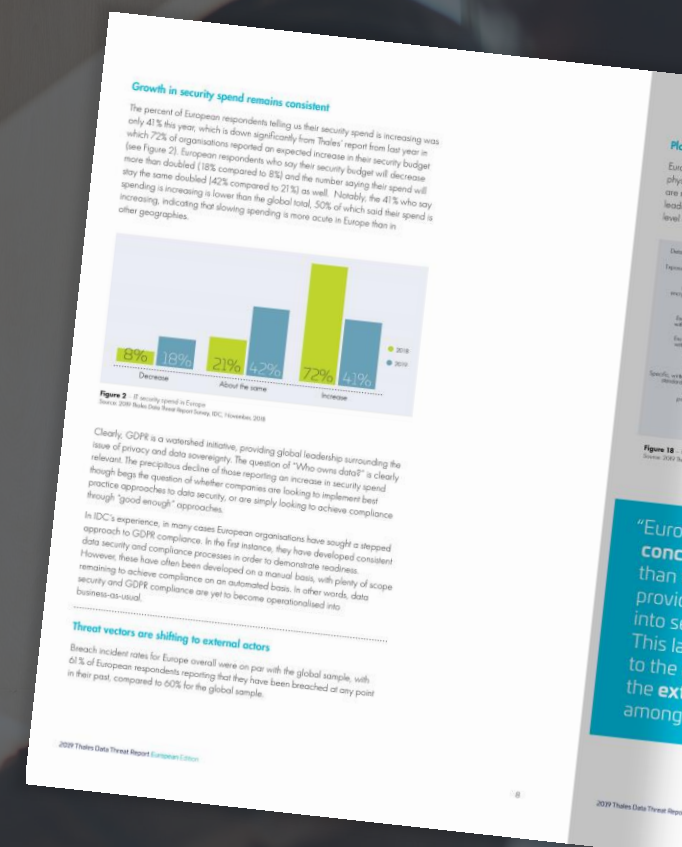 Growth in security spend remains consistent
The percent of European respondents telling us their security spend is increasing was
only 41% this year, which is down significantly from Thales' report from last year in
which 72% of organisations reported an expected increase in their security budget
(see Figure 2). European respondents who say their security budget will decrease
more than doubled (18% compared to 8%) and the number saying their spend will
stay the same doubled (42% compared to 21%) as well. Notably, the 41% who say
spending is increasing is lower than the global total, 50% of which said their spend is
increasing, indicating that slowing spending is more acute in Europe than in
other geographies.
8% 18% 21% 42% 72% 41%
Decrease About the same Increase
2018
2019
Figure 2 – IT security spend in Europe
Source: 2019 Thales Data Threat Report Survey, IDC, November, 2018
Clearly, GDPR is a watershed initiative, providing global leadership surrounding the
issue of privacy and data sovereignty. The question of "Who owns data?" is clearly
relevant. The precipitous decline of those reporting an increase in security spend
though begs the question of whether companies are looking to implement best
practice approaches to data security, or are simply looking to achieve compliance
through "good enough" approaches.
In IDC's experience, in many cases European organisations have sought a stepped
approach to GDPR compliance. In the first instance, they have developed consistent
data security and compliance processes in order to demonstrate readiness.
However, these have often been developed on a manual basis, with plenty of scope
remaining to achieve compliance on an automated basis. In other words, data
security and GDPR compliance are yet to become operationalised into
business-as-usual.
Threat vectors are shifting to external actors
Breach incident rates for Europe overall were on par with the global sample, with
61% of European respondents reporting that they have been breached at any point
in their past, compared to 60% for the global sample.
2019 Thales Data Threat Report European Edition
8
Figure 18 –
"Euro
conc
than
provid
into se
This la
to the
the ext
among
2019 Thales Data Threat Repo